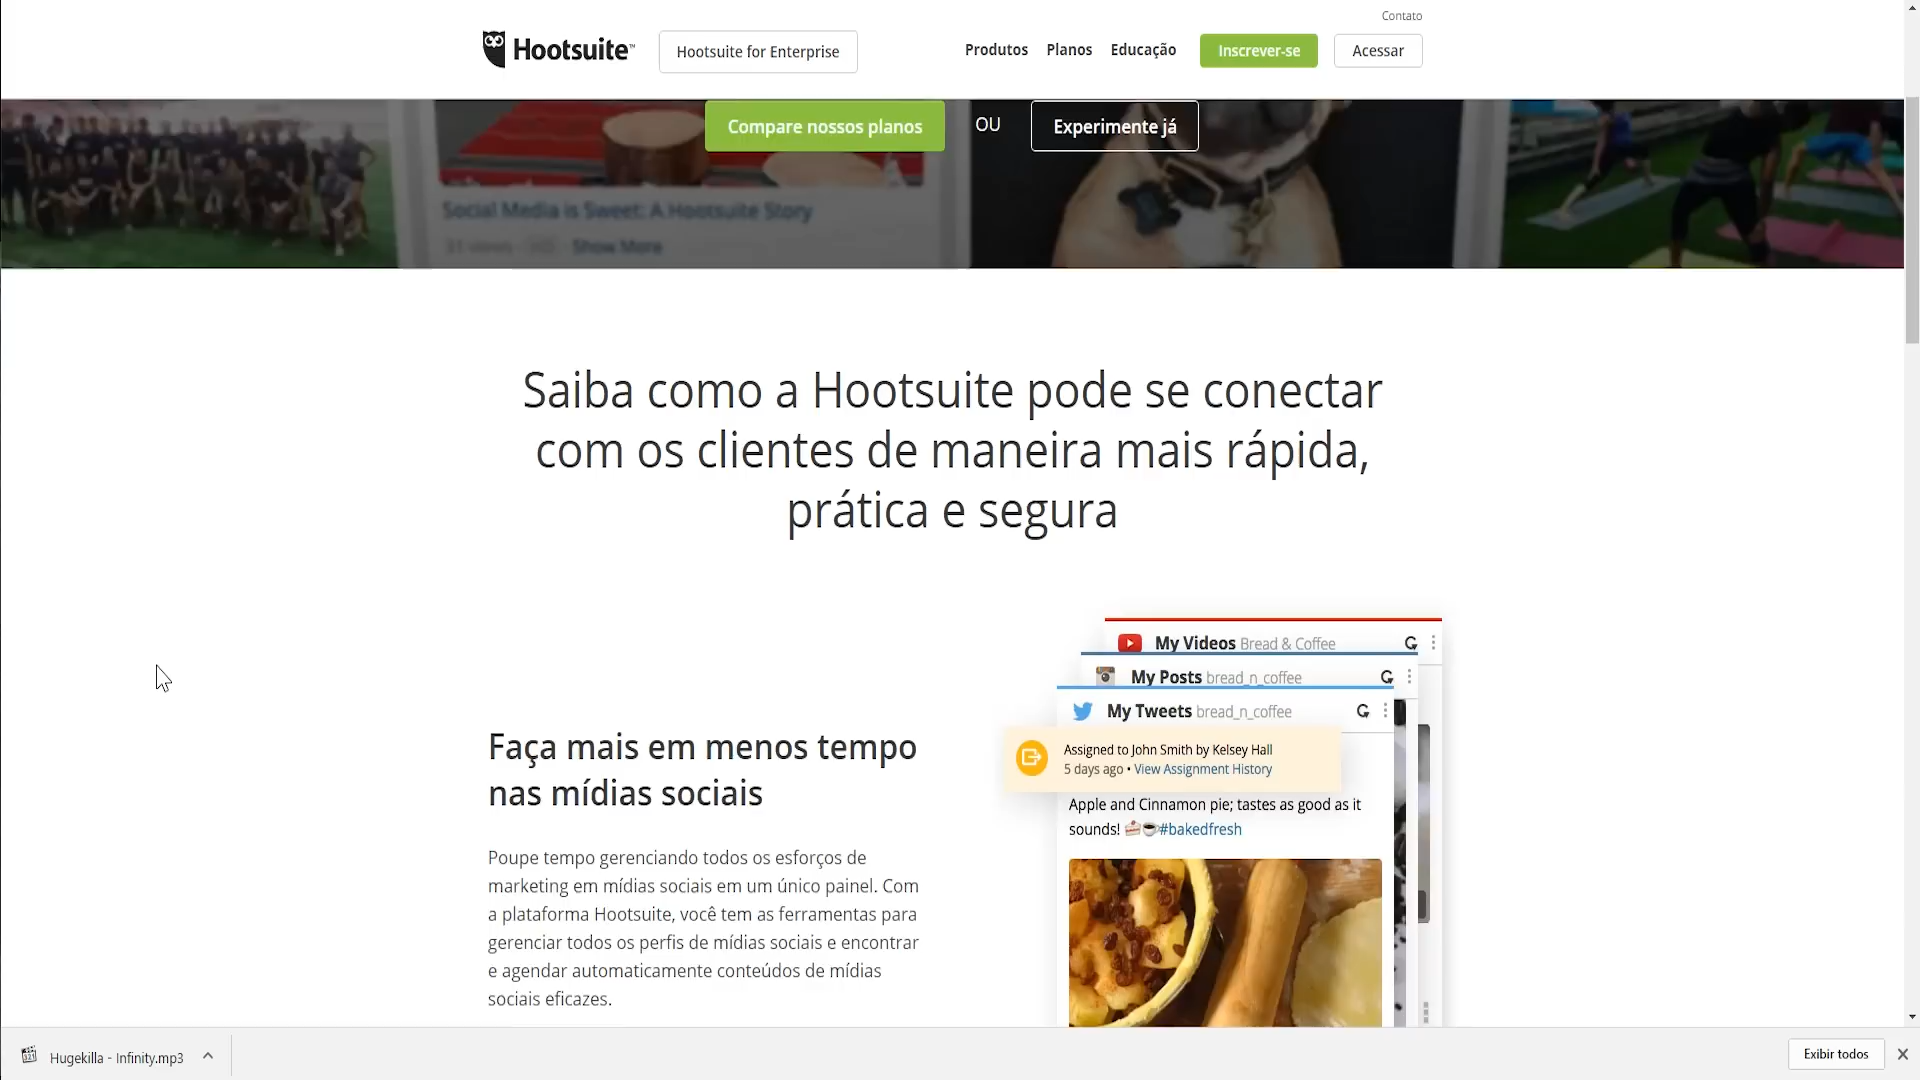 Contato
Hootsuite™
Hootsuite for Enterprise
Produtos
Planos
Educação
Inscrever-se
Acessar
Compare nossos planos
OU
Experimente já
Social Media is Sweet: A Hootsuite Story
Show More
Saiba como a Hootsuite pode se conectar
com os clientes de maneira mais rápida,
prática e segura
Faça mais em menos tempo
nas mídias sociais
Poupe tempo gerenciando todos os esforços de
marketing em mídias sociais em um único painel. Com
a plataforma Hootsuite, você tem as ferramentas para
gerenciar todos os perfis de mídias sociais e encontrar
e agendar automaticamente conteúdos de mídias
sociais eficazes.
My Videos Bread & Coffee
My Posts bread_n_coffee
My Tweets bread_n_coffee
Assigned to John Smith by Kelsey Hall
5 days ago • View Assignment History
Apple and Cinnamon pie; tastes as good as it
sounds! 🍰☕#bakedfresh
Hugekilla - Infinity.mp3
Exibir todos